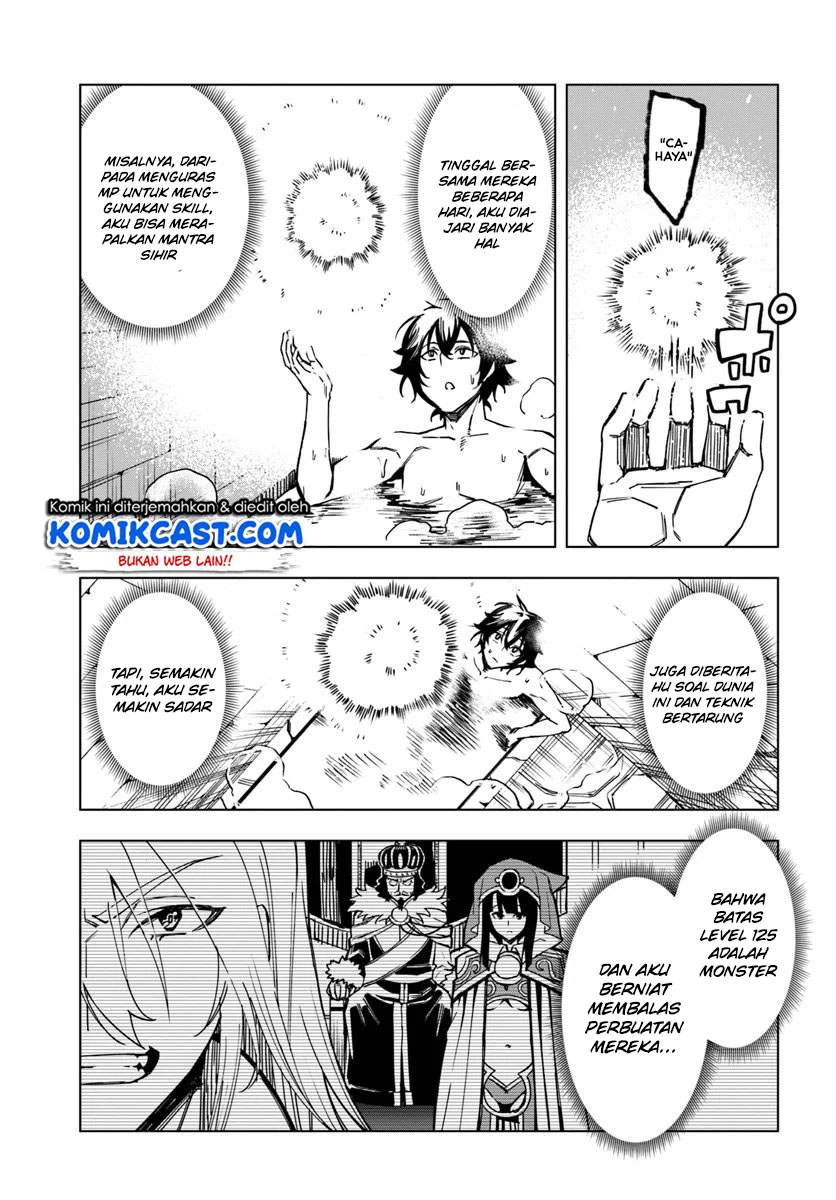 "CA-
HAYA"
ポロ
TINGGAL BER-
SAMA MEREKA
BEBERAPA
HARI, AKU DIA-
JARI BANYAK
HAL
MISALNYA, DARI-
PADA MENGURAS
MP UNTUK MENG-
GUNAKAN SKILL,
AKU BISA MERA-
PALKAN MANTRA
SIHIR
Komik ini diterjemahkan & diedit oleh
KOMIKCAST.COM
BUKAN WEB LAIN!!
JUGA DIBERITA-
HU SOAL DUNIA
INI DAN TEKNIK
BERTARUNG
TAPI, SEMAKIN
TAHU, AKU SE-
MAKIN SADAR
BAHWA
BATAS
LEVEL 125
ADALAH
MONSTER
DAN AKU
BERNIAT
MEMBALAS
PERBUATAN
MEREKA...